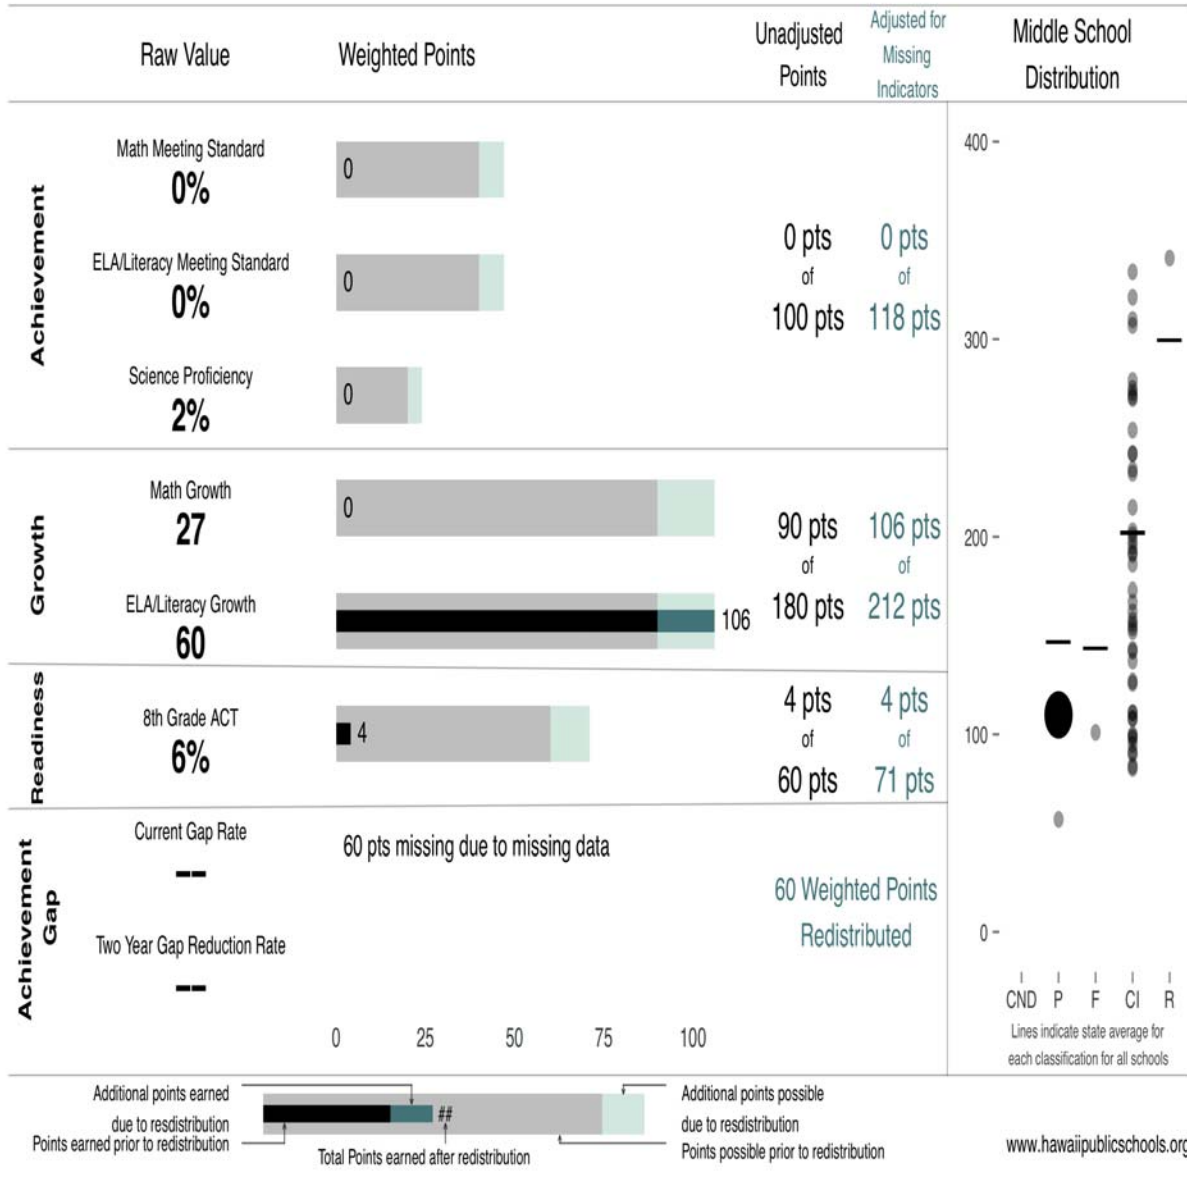 Raw Value
Weighted Points
Unadjusted
Points
Adjusted for
Missing
Indicators
Middle School
Distribution
Achievement
Math Meeting Standard
0%
0
ELA/Literacy Meeting Standard
0%
0
Science Proficiency
2%
0
0 pts
of
100 pts
0 pts
of
118 pts
Growth
Math Growth
27
0
ELA/Literacy Growth
60
106
90 pts
of
180 pts
106 pts
of
212 pts
Readiness
8th Grade ACT
6%
4
4 pts
of
60 pts
4 pts
of
71 pts
Achievement
Gap
Current Gap Rate
--
60 pts missing due to missing data
Two Year Gap Reduction Rate
--
60 Weighted Points
Redistributed
0 25 50 75 100
400
300
200
100
0
CND P F CI R
Lines indicate state average for
each classification for all schools
Additional points earned
due to resdistribution
Points earned prior to redistribution
##
Total Points earned after redistribution
Additional points possible
due to resdistribution
Points possible prior to redistribution
www.hawaiipublicschools.org